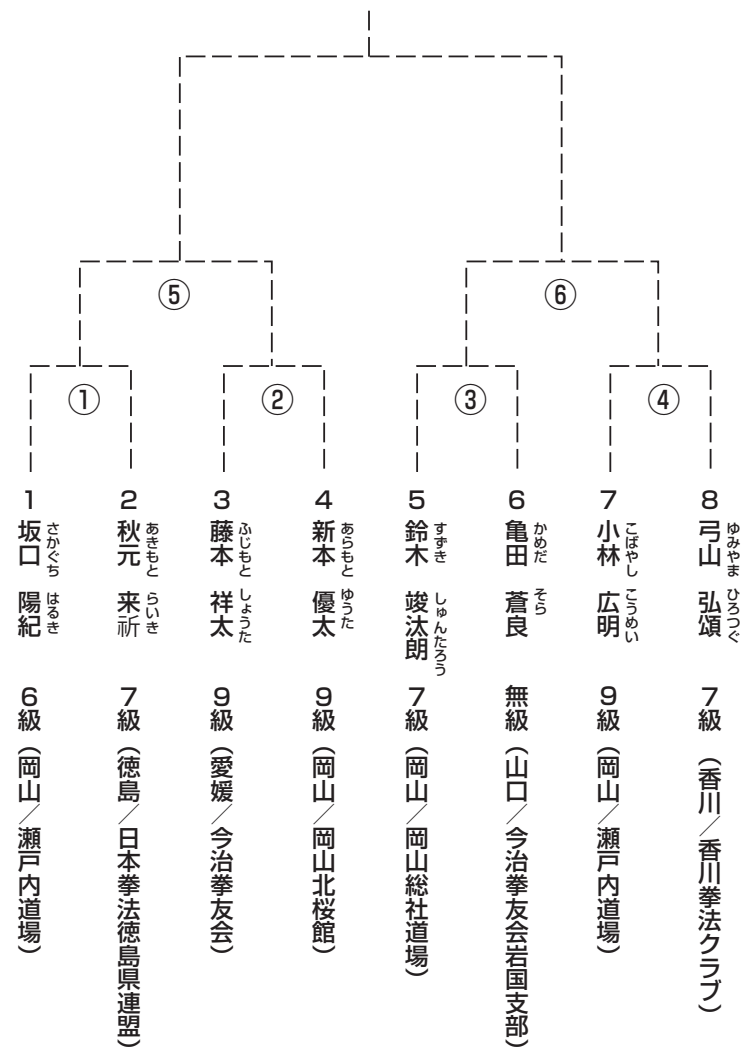 ⑤
⑥
①
②
③
④
1 坂口 陽紀 6級 (岡山/瀬戸内道場)
さかぐち はるき
2 秋元 来祈 7級 (徳島/日本拳法徳島県連盟)
あきもと らいき
3 藤本 祥太 9級 (愛媛/今治拳友会)
ふじもと しょうた
4 新本 優太 9級 (岡山/岡山北桜館)
あらもと ゆうた
5 鈴木 竣汰朗 7級 (岡山/岡山総社道場)
すずき しゅんたろう
6 亀田 蒼良 無級 (山口/今治拳友会岩国支部)
かめだ そら
7 小林 広明 9級 (岡山/瀬戸内道場)
こばやし こうめい
8 弓山 弘頌 7級 (香川/香川拳法クラブ)
ゆみやま ひろつぐ